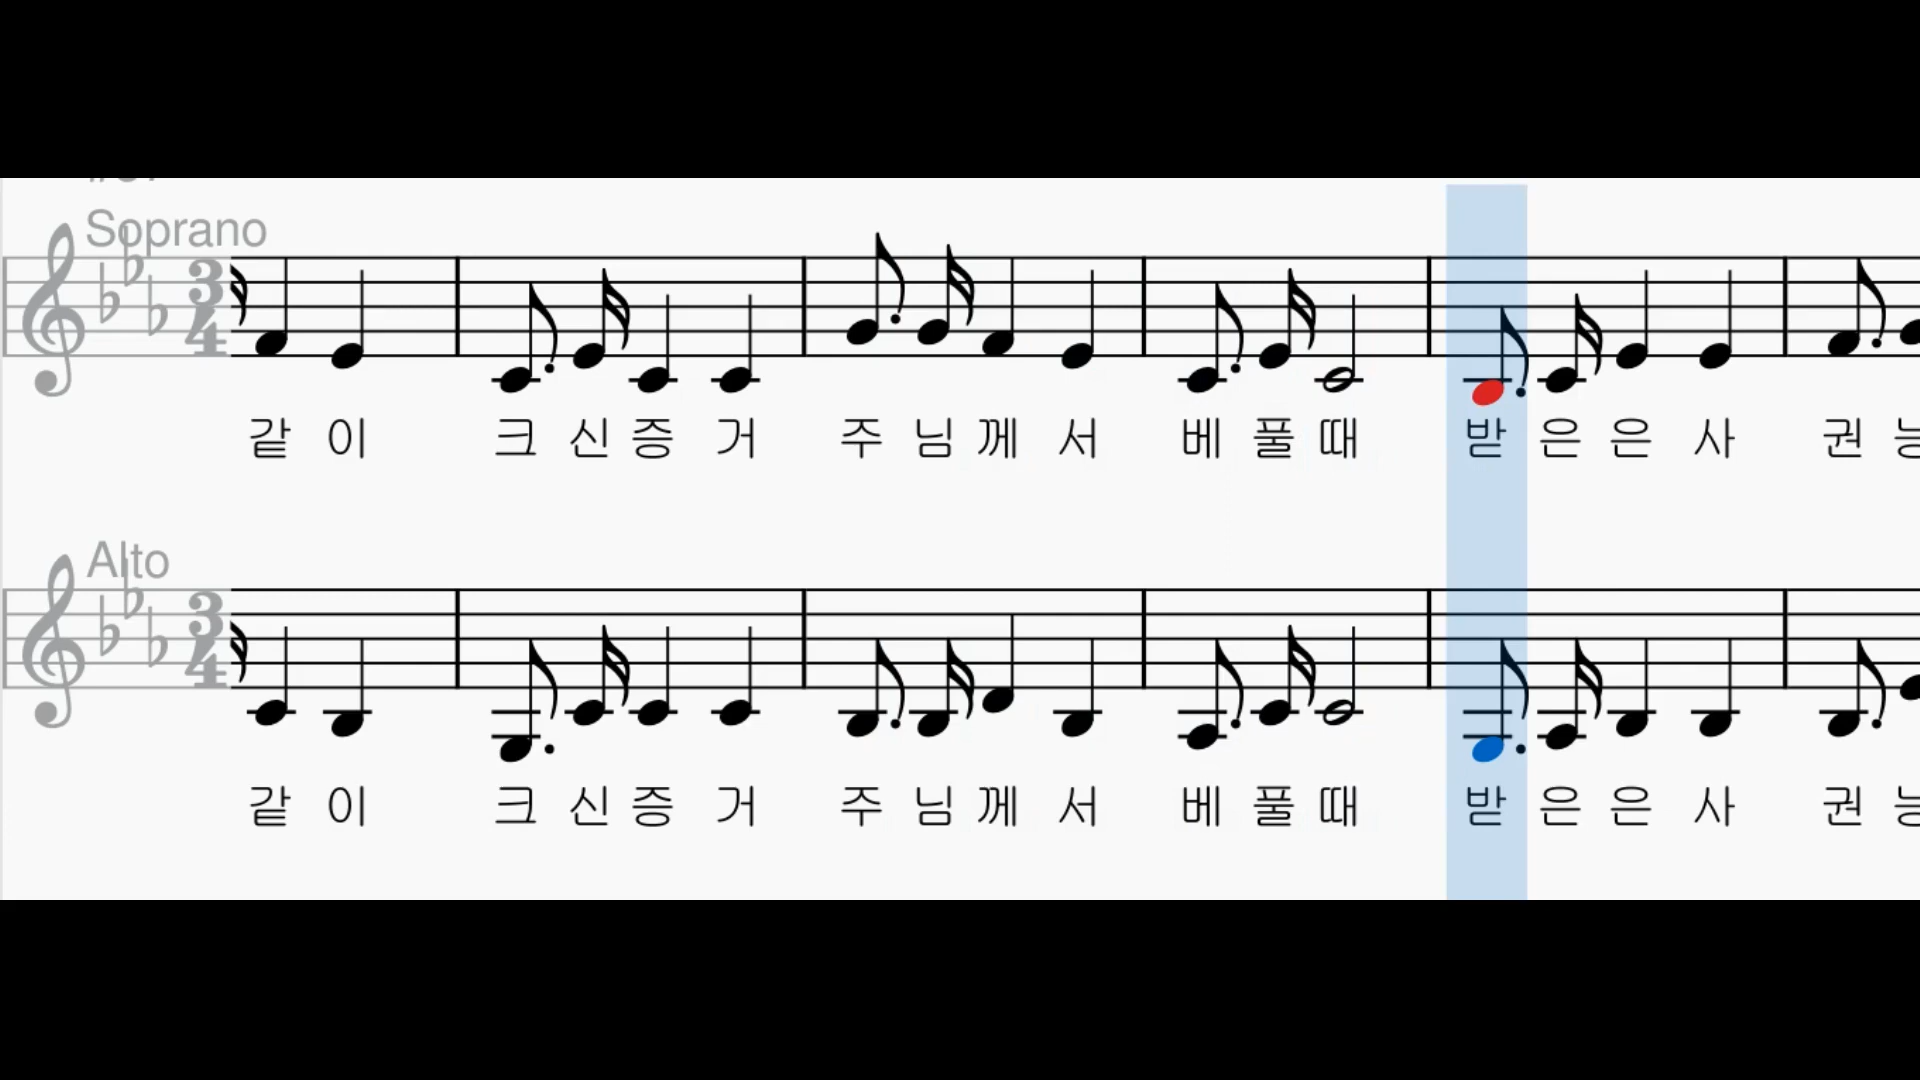 Soprano
같 이 크 신 증 거 주 님 께 서 베 풀 때 받 은 은 사 권 능
Alto
같 이 크 신 증 거 주 님 께 서 베 풀 때 받 은 은 사 권 능